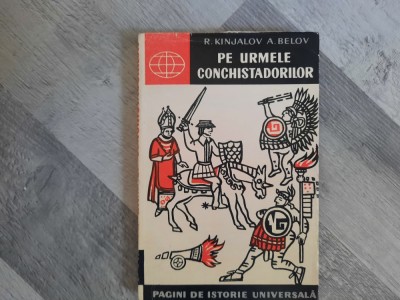 R. KINJALOV A. BELOV
PE URMELE
CONCHISTADORILOR
PAGINI DE ISTORIE UNIVERSALĂ